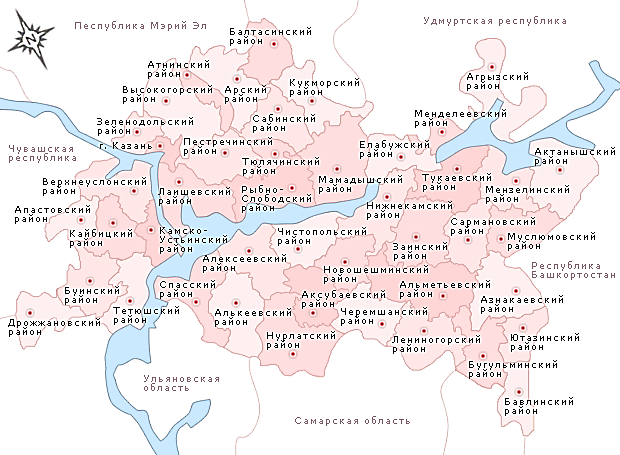 Республика Мэрий Эл
Удмуртская республика
Балтасинский
район
Атнинский
район
Арский
район
Кукморский
район
Агрызский
район
Высокогорский
район
Зеленодольский
район
Сабинский
район
Менделеевский
район
г. Казань
Пестречинский
район
Тюлячинский
район
Елабужский
район
Актанышский
район
Чувашская
республика
Верхнеуслонский
район
Лаишевский
район
Рыбно-
Слободский
район
Мамадышский
район
Тукаевский
район
Мензелинский
район
Апастовский
район
Нижнекамский
район
Кайбицкий
район
Камско-
Устьинский
район
Чистопольский
район
Сармановский
район
Муслюмовский
район
Заинский
район
Алексеевский
район
Новошешминский
район
Республика
Башкортостан
Буинский
район
Спасский
район
Аксубаевский
район
Альметьевский
район
Азнакаевский
район
Дрожжановский
район
Тетюшский
район
Алькеевский
район
Черемшанский
район
Нурлатский
район
Лениногорский
район
Ютазинский
район
Бугульминский
район
Ульяновская
область
Бавлинский
район
Самарская область